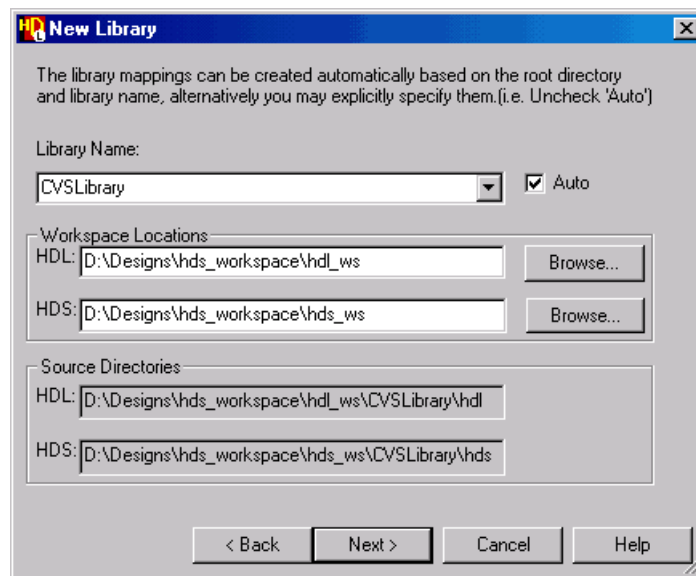 HD L New Library
The library mappings can be created automatically based on the root directory
and library name, alternatively you may explicitly specify them.(i.e. Uncheck 'Auto')
Library Name:
CVSLibrary
Auto
Workspace Locations
HDL: D:\Designs\hds_workspace\hdl_ws
Browse...
HDS: D:\Designs\hds_workspace\hds_ws
Browse...
Source Directories
HDL: D:\Designs\hds_workspace\hdl_ws\CVSLibrary\hdl
HDS: D:\Designs\hds_workspace\hds_ws\CVSLibrary\hds
< Back Next > Cancel Help